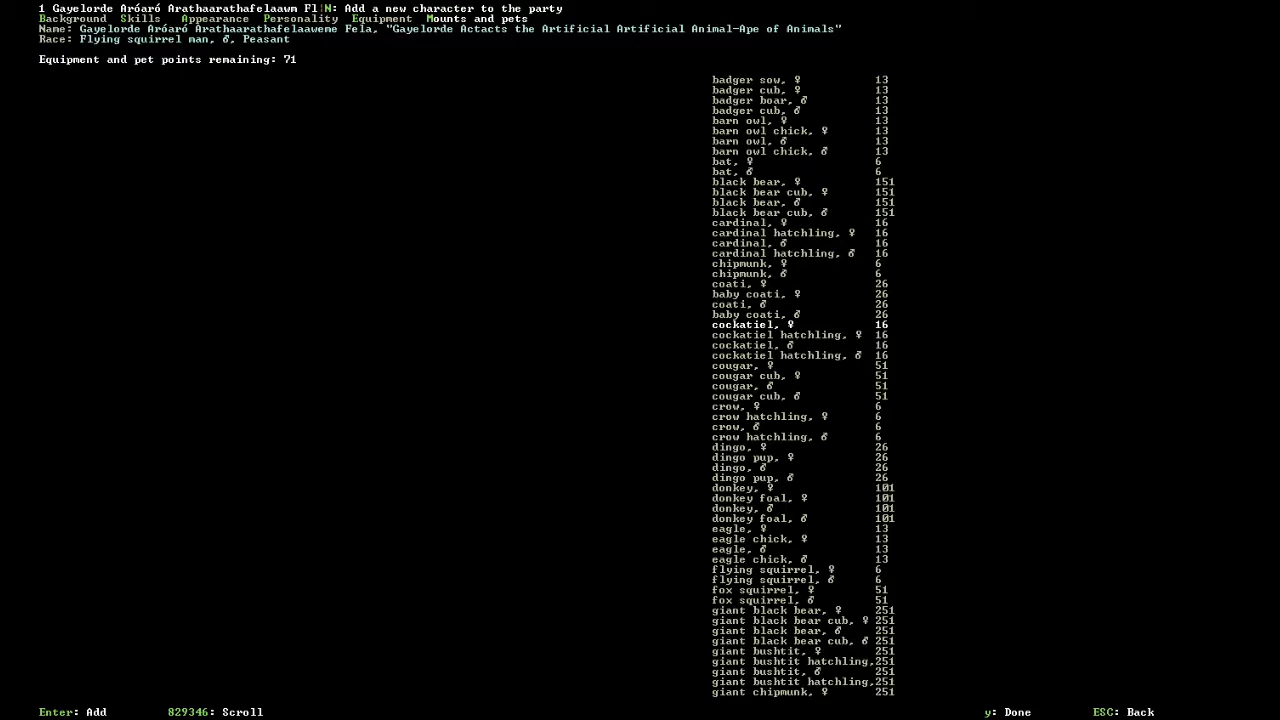 1 Gayelorde Aróaró Arathaarathafelaawm Fl N: Add a new character to the party
Background Skills Appearance Personality Equipment Mounts and pets
Name: Gayelorde Aróaró Arathaarathafelaaweme Fela, "Gayelorde Actacts the Artificial Artificial Animal-Ape of Animals"
Race: Flying squirrel man, ♂, Peasant
Equipment and pet points remaining: 71
badger sow, ♀ 13
badger cub, ♀ 13
badger boar, ♂ 13
badger cub, ♂ 13
barn owl, ♀ 13
barn owl chick, ♀ 13
barn owl, ♂ 13
barn owl chick, ♂ 13
bat, ♀ 6
bat, ♂ 6
black bear, ♀ 151
black bear cub, ♀ 151
black bear, ♂ 151
black bear cub, ♂ 151
cardinal, ♀ 16
cardinal hatchling, ♀ 16
cardinal, ♂ 16
cardinal hatchling, ♂ 16
chipmunk, ♀ 6
chipmunk, ♂ 6
coati, ♀ 26
baby coati, ♀ 26
coati, ♂ 26
baby coati, ♂ 26
cockatiel, ♀ 16
cockatiel hatchling, ♀ 16
cockatiel, ♂ 16
cockatiel hatchling, ♂ 16
cougar, ♀ 51
cougar cub, ♀ 51
cougar, ♂ 51
cougar cub, ♂ 51
crow, ♀ 6
crow hatchling, ♀ 6
crow, ♂ 6
crow hatchling, ♂ 6
dingo, ♀ 26
dingo pup, ♀ 26
dingo, ♂ 26
dingo pup, ♂ 26
donkey, ♀ 101
donkey foal, ♀ 101
donkey, ♂ 101
donkey foal, ♂ 101
eagle, ♀ 13
eagle chick, ♀ 13
eagle, ♂ 13
eagle chick, ♂ 13
flying squirrel, ♀ 6
flying squirrel, ♂ 6
fox squirrel, ♀ 51
fox squirrel, ♂ 51
giant black bear, ♀ 251
giant black bear cub, ♀ 251
giant black bear, ♂ 251
giant black bear cub, ♂ 251
giant bushtit, ♀ 251
giant bushtit hatchling, 251
giant bushtit, ♂ 251
giant bushtit hatchling, 251
giant chipmunk, ♀ 251
Enter: Add 829346: Scroll y: Done ESC: Back